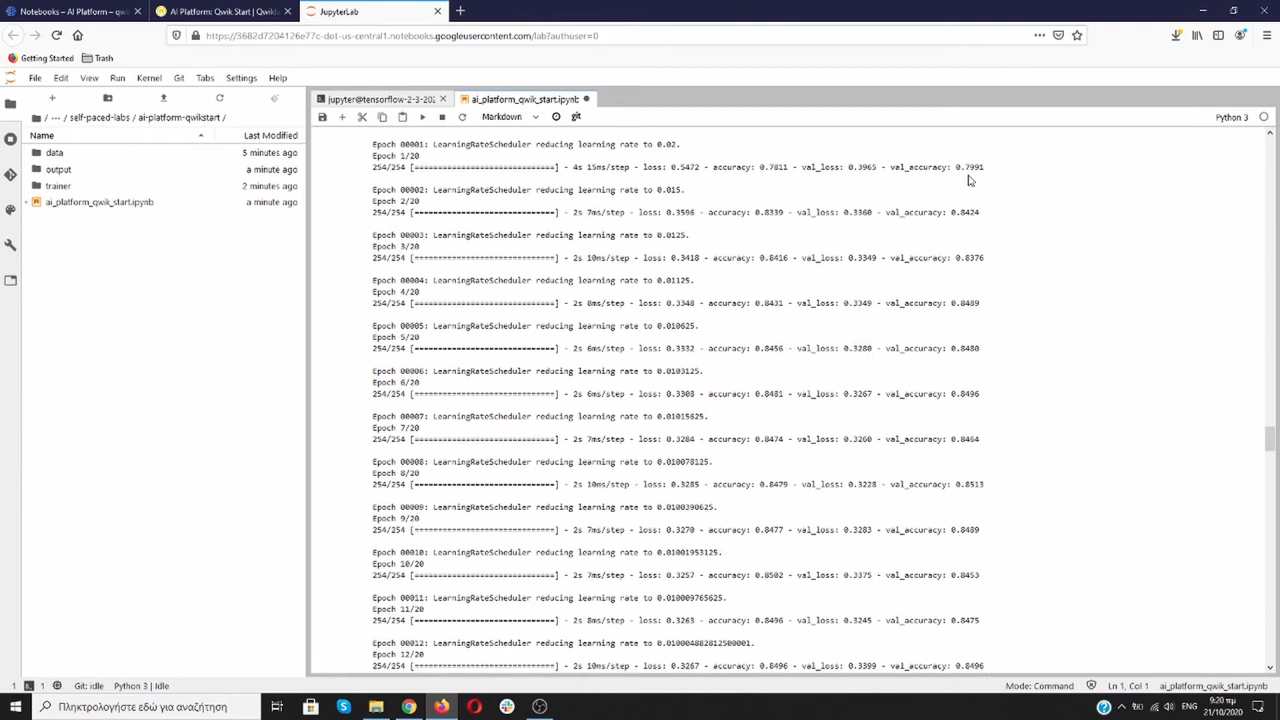 Notebooks – AI Platform – qwi
AI Platform: Qwik Start | Qwikla
JupyterLab
https://3682d7204126e77c-dot-us-central1.notebooks.googleusercontent.com/lab?authuser=0
Getting Started
Trash
File Edit View Run Kernel Git Tabs Settings Help
jupyter@tensorflow-2-3-202
ai_platform_qwik_start.ipynb
/ ... / self-paced-labs / ai-platform-qwikstart /
Markdown
git
Python 3
Name
Last Modified
data
5 minutes ago
output
a minute ago
trainer
2 minutes ago
ai_platform_qwik_start.ipynb
a minute ago
Epoch 00001: LearningRateScheduler reducing learning rate to 0.02.
Epoch 1/20
254/254 [==============================] - 4s 15ms/step - loss: 0.5472 - accuracy: 0.7811 - val_loss: 0.3965 - val_accuracy: 0.7991
Epoch 00002: LearningRateScheduler reducing learning rate to 0.015.
Epoch 2/20
254/254 [==============================] - 2s 7ms/step - loss: 0.3596 - accuracy: 0.8339 - val_loss: 0.3360 - val_accuracy: 0.8424
Epoch 00003: LearningRateScheduler reducing learning rate to 0.0125.
Epoch 3/20
254/254 [==============================] - 2s 10ms/step - loss: 0.3418 - accuracy: 0.8416 - val_loss: 0.3349 - val_accuracy: 0.8376
Epoch 00004: LearningRateScheduler reducing learning rate to 0.01125.
Epoch 4/20
254/254 [==============================] - 2s 8ms/step - loss: 0.3348 - accuracy: 0.8431 - val_loss: 0.3349 - val_accuracy: 0.8489
Epoch 00005: LearningRateScheduler reducing learning rate to 0.010625.
Epoch 5/20
254/254 [==============================] - 2s 6ms/step - loss: 0.3332 - accuracy: 0.8456 - val_loss: 0.3280 - val_accuracy: 0.8480
Epoch 00006: LearningRateScheduler reducing learning rate to 0.0103125.
Epoch 6/20
254/254 [==============================] - 2s 6ms/step - loss: 0.3308 - accuracy: 0.8481 - val_loss: 0.3267 - val_accuracy: 0.8496
Epoch 00007: LearningRateScheduler reducing learning rate to 0.01015625.
Epoch 7/20
254/254 [==============================] - 2s 7ms/step - loss: 0.3284 - accuracy: 0.8474 - val_loss: 0.3260 - val_accuracy: 0.8464
Epoch 00008: LearningRateScheduler reducing learning rate to 0.010078125.
Epoch 8/20
254/254 [==============================] - 2s 10ms/step - loss: 0.3285 - accuracy: 0.8479 - val_loss: 0.3228 - val_accuracy: 0.8513
Epoch 00009: LearningRateScheduler reducing learning rate to 0.0100390625.
Epoch 9/20
254/254 [==============================] - 2s 7ms/step - loss: 0.3270 - accuracy: 0.8477 - val_loss: 0.3283 - val_accuracy: 0.8489
Epoch 00010: LearningRateScheduler reducing learning rate to 0.01001953125.
Epoch 10/20
254/254 [==============================] - 2s 7ms/step - loss: 0.3257 - accuracy: 0.8502 - val_loss: 0.3375 - val_accuracy: 0.8453
Epoch 00011: LearningRateScheduler reducing learning rate to 0.010009765625.
Epoch 11/20
254/254 [==============================] - 2s 8ms/step - loss: 0.3263 - accuracy: 0.8496 - val_loss: 0.3245 - val_accuracy: 0.8475
Epoch 00012: LearningRateScheduler reducing learning rate to 0.010004882812500001.
Epoch 12/20
254/254 [==============================] - 2s 10ms/step - loss: 0.3267 - accuracy: 0.8496 - val_loss: 0.3399 - val_accuracy: 0.8496
1
1
Git: idle
Python 3 | Idle
Mode: Command
Ln 1, Col 1
ai_platform_qwik_start.ipynb
Πληκτρολογήστε εδώ για αναζήτηση
9:20 πμ
21/10/2020